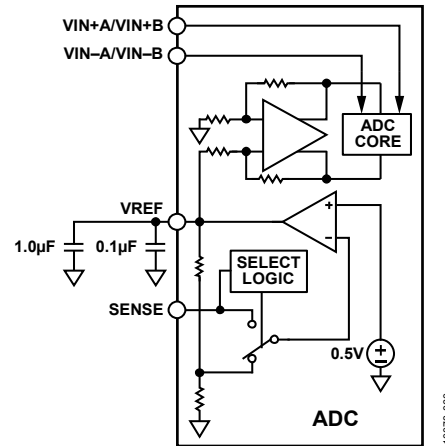 VIN+A/VIN+B
VIN–A/VIN–B
ADC
CORE
VREF
1.0µF
0.1µF
SELECT
LOGIC
SENSE
0.5V
ADC